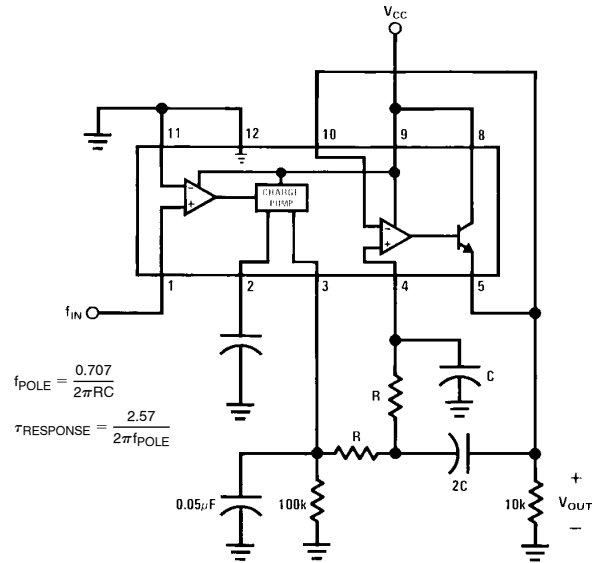 VCC
11
12
10
9
8
CHARGE
PUMP
−
+
−
+
1
2
3
4
5
fIN
fPOLE = 0.707 / 2πRC
τRESPONSE = 2.57 / 2πfPOLE
C
R
R
2C
0.05μF
100k
10k
+
VOUT
−